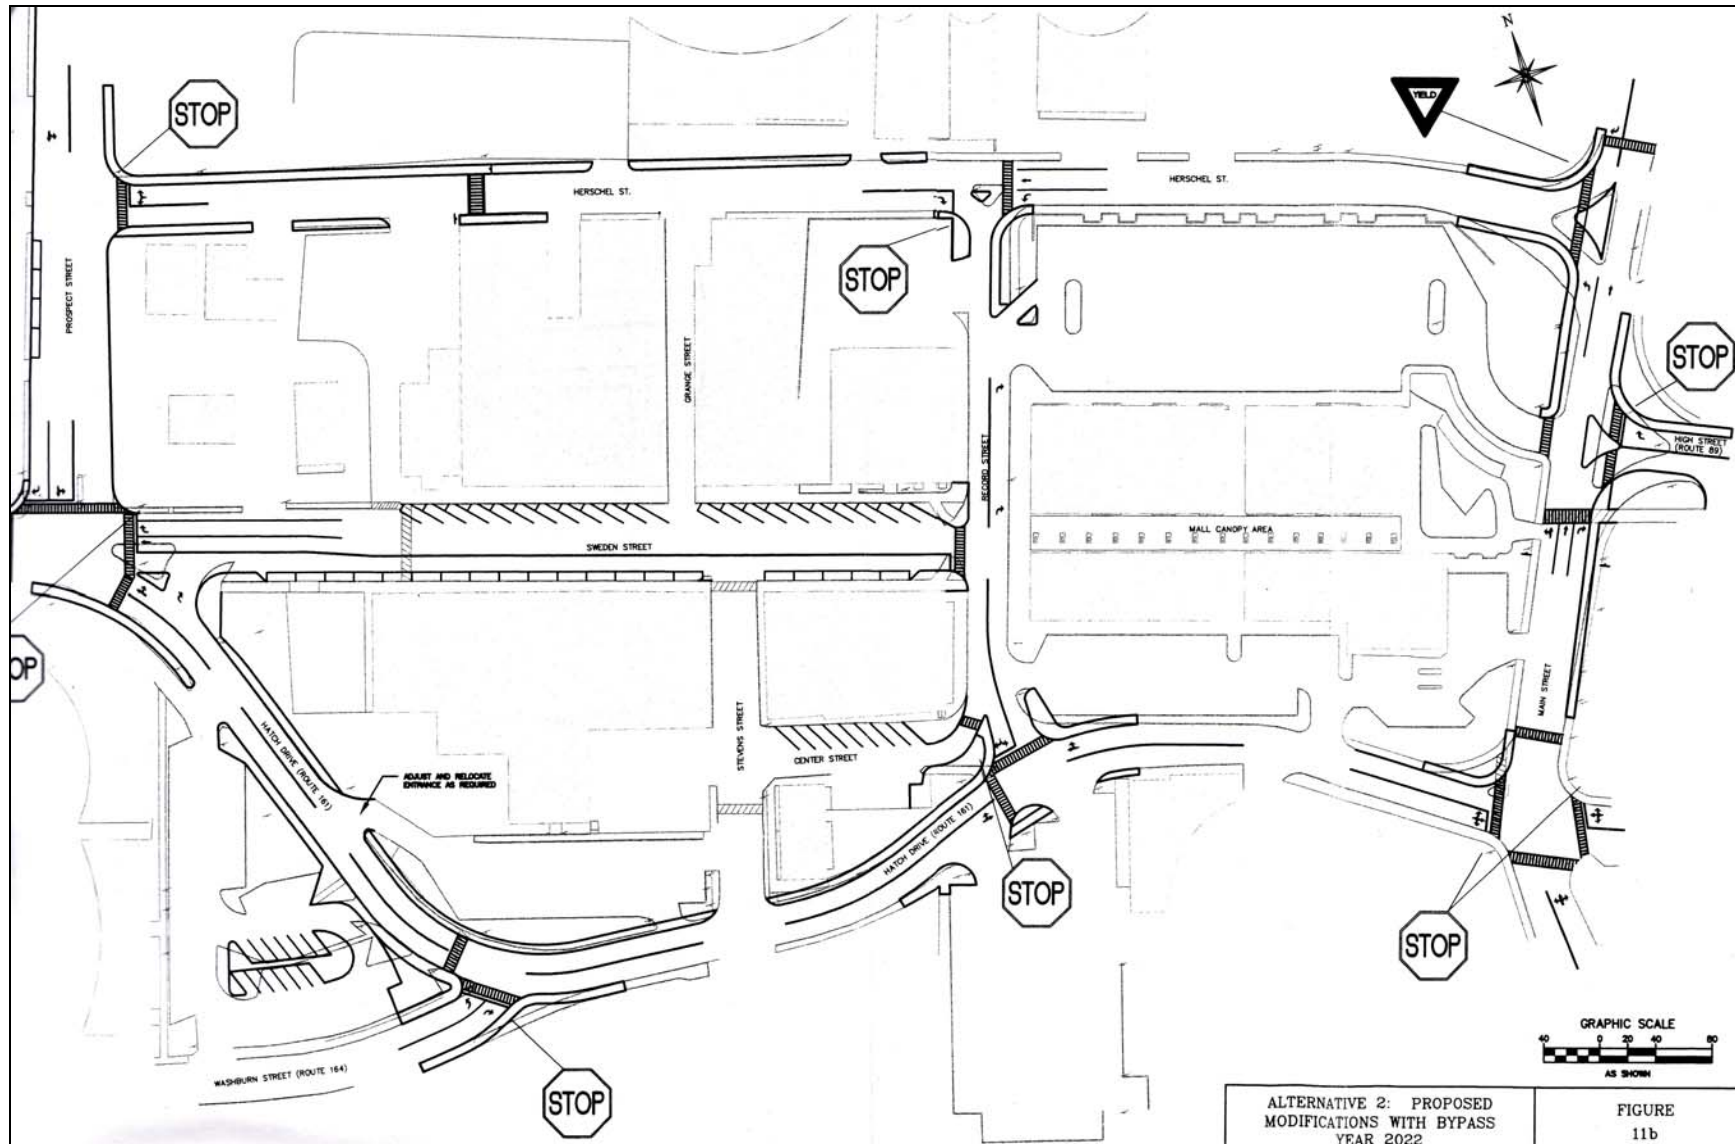 N
STOP
YIELD
HERSCHEL ST.
HERSCHEL ST.
STOP
PROSPECT STREET
GRANGE STREET
STOP
HIGH STREET
(ROUTE 89)
RECORD STREET
MALL CANOPY AREA
SWEDEN STREET
OP
MAIN STREET
HATCH DRIVE (ROUTE 161)
STEVENS STREET
CENTER STREET
ADJUST AND RELOCATE
ENTRANCE AS REQUIRED
HATCH DRIVE (ROUTE 161)
STOP
STOP
WASHBURN STREET (ROUTE 164)
STOP
GRAPHIC SCALE
40 0 20 40 80
AS SHOWN
ALTERNATIVE 2: PROPOSED
MODIFICATIONS WITH BYPASS
YEAR 2022
FIGURE
11b